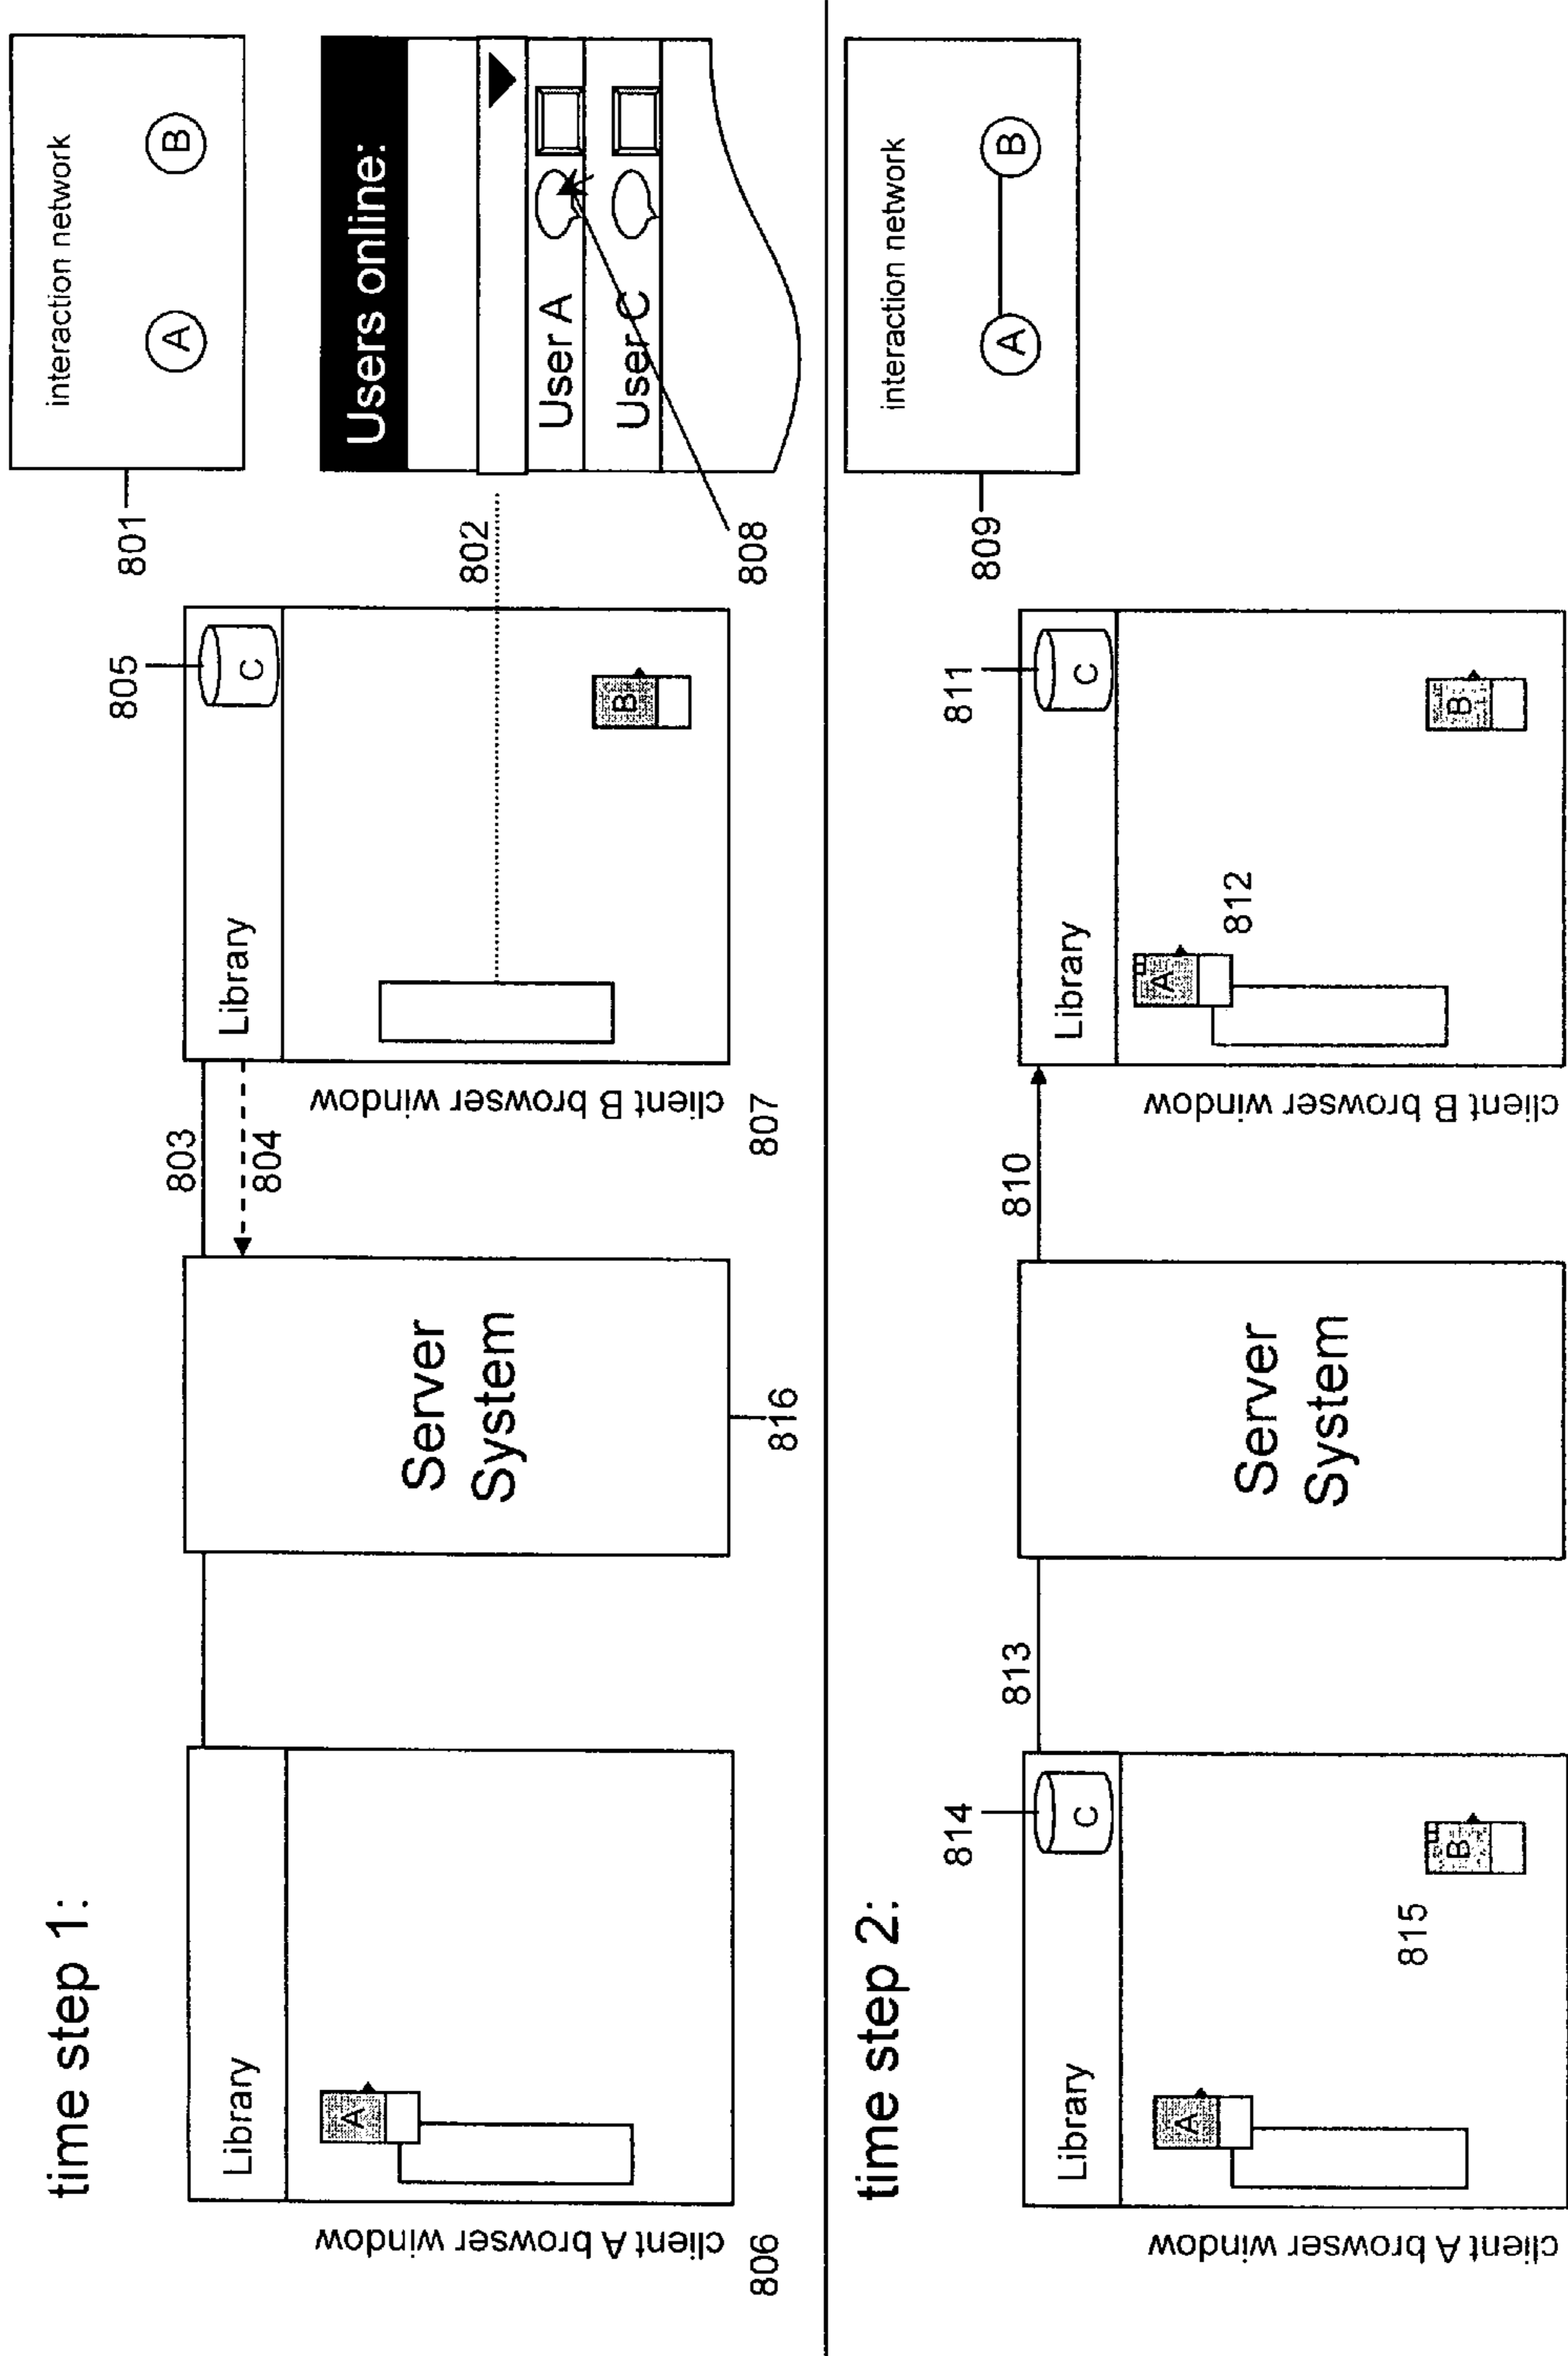 time step 1:
interaction network
A
B
801
Users online:
User A
User C
802
808
Library
A
client A browser window
806
Server
System
816
803
804
805
Library
C
B
client B browser window
807
time step 2:
interaction network
A
B
809
814
Library
C
A
B
815
client A browser window
813
Server
System
810
811
Library
C
A
812
B
client B browser window